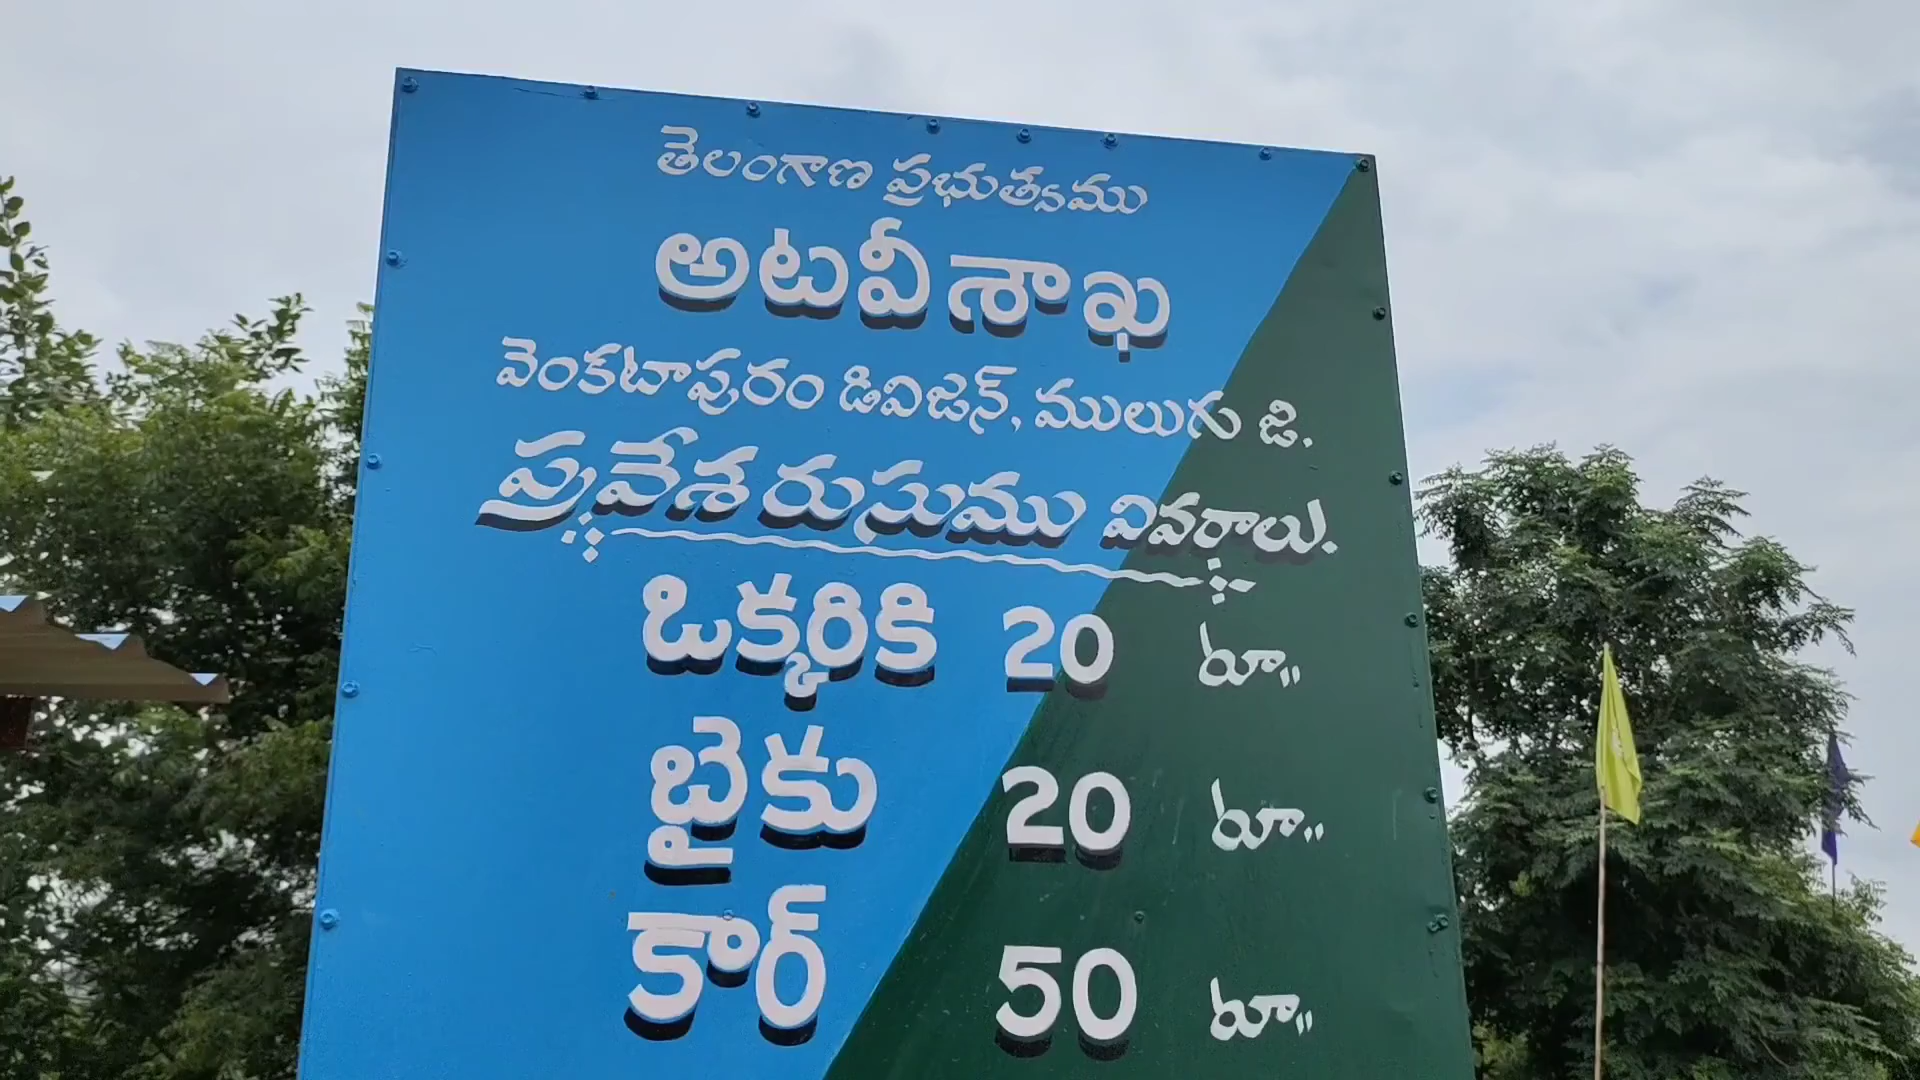 తెలంగాణ ప్రభుత్వము
అటవీశాఖ
వెంకటాపురం డివిజన్, ములుగు జి.
ప్రవేశ రుసుము వివరాలు.
ఒక్కరికి 20 రూ..
బైకు 20 రూ..
కార్ 50 రూ..